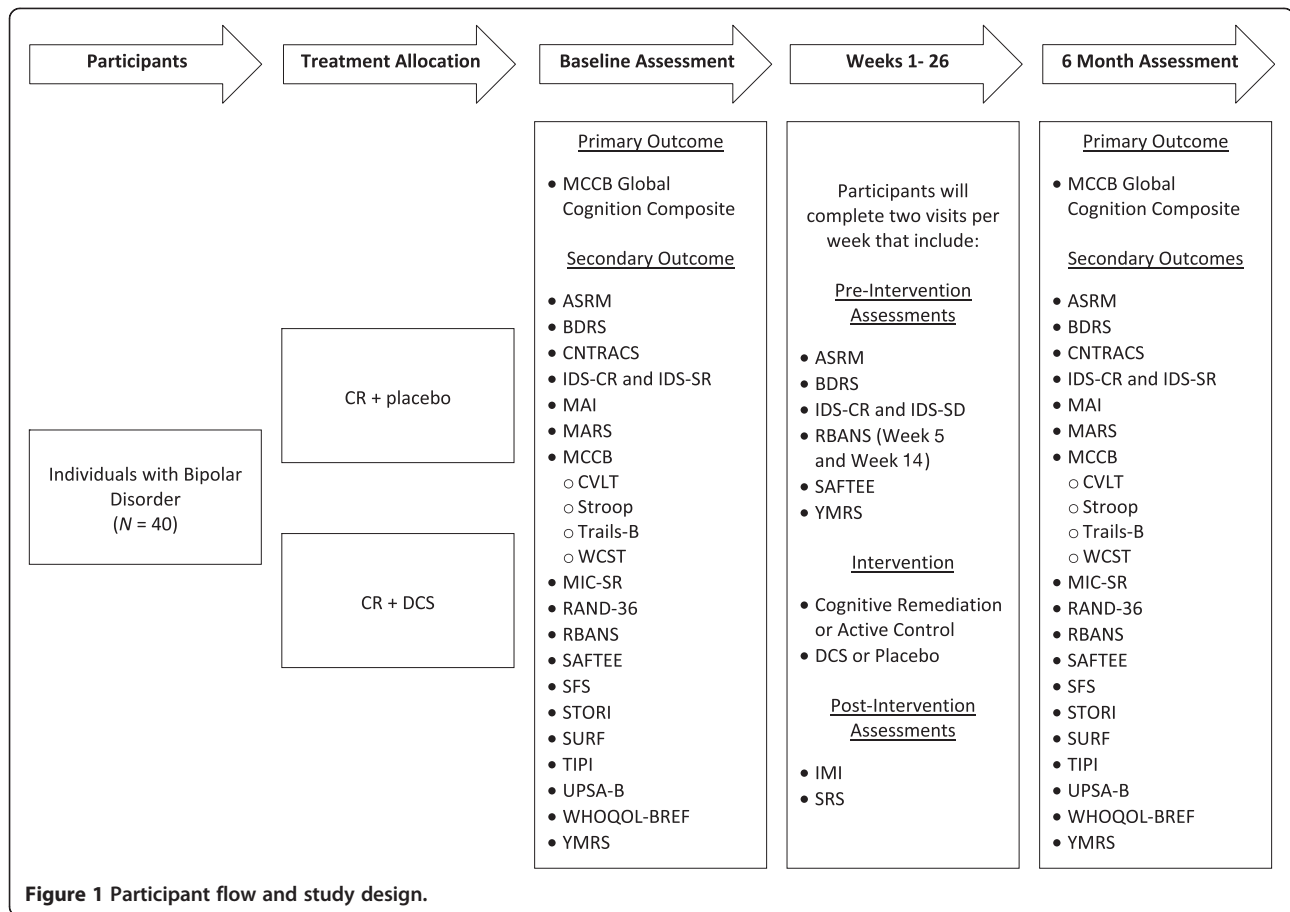 Participants
Treatment Allocation
Baseline Assessment
Weeks 1- 26
6 Month Assessment
Individuals with Bipolar
Disorder
(N = 40)
CR + placebo
CR + DCS
Primary Outcome
• MCCB Global
Cognition Composite
Secondary Outcome
• ASRM
• BDRS
• CNTRACS
• IDS-CR and IDS-SR
• MAI
• MARS
• MCCB
○ CVLT
○ Stroop
○ Trails-B
○ WCST
• MIC-SR
• RAND-36
• RBANS
• SAFTEE
• SFS
• STORI
• SURF
• TIPI
• UPSA-B
• WHOQOL-BREF
• YMRS
Participants will
complete two visits per
week that include:
Pre-Intervention
Assessments
• ASRM
• BDRS
• IDS-CR and IDS-SD
• RBANS (Week 5
and Week 14)
• SAFTEE
• YMRS
Intervention
• Cognitive Remediation
or Active Control
• DCS or Placebo
Post-Intervention
Assessments
• IMI
• SRS
Primary Outcome
• MCCB Global
Cognition Composite
Secondary Outcomes
• ASRM
• BDRS
• CNTRACS
• IDS-CR and IDS-SR
• MAI
• MARS
• MCCB
○ CVLT
○ Stroop
○ Trails-B
○ WCST
• MIC-SR
• RAND-36
• RBANS
• SAFTEE
• SFS
• STORI
• SURF
• TIPI
• UPSA-B
• WHOQOL-BREF
• YMRS
Figure 1 Participant flow and study design.